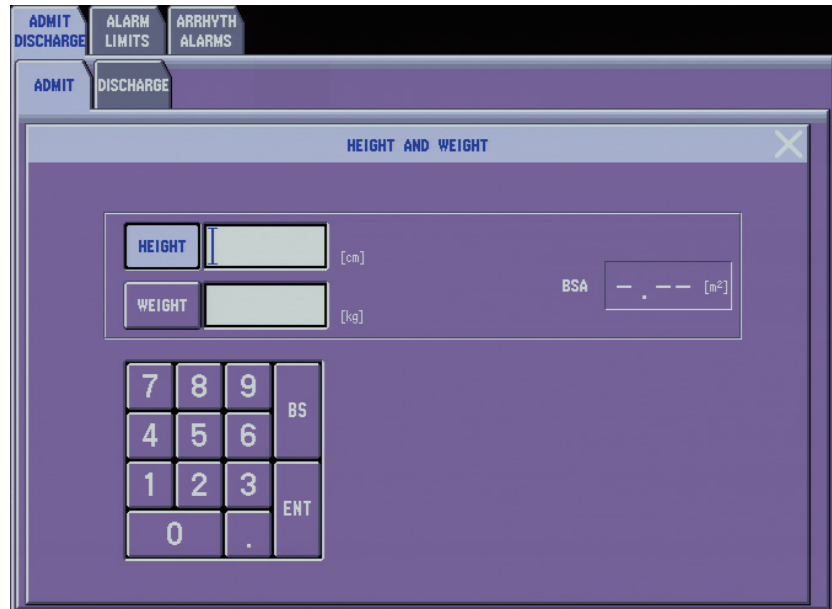 ADMIT
DISCHARGE
ALARM
LIMITS
ARRHYTH
ALARMS
ADMIT
DISCHARGE
HEIGHT AND WEIGHT
HEIGHT
[cm]
WEIGHT
[kg]
BSA
–.–– [m²]
7 8 9
BS
4 5 6
1 2 3
ENT
0 .